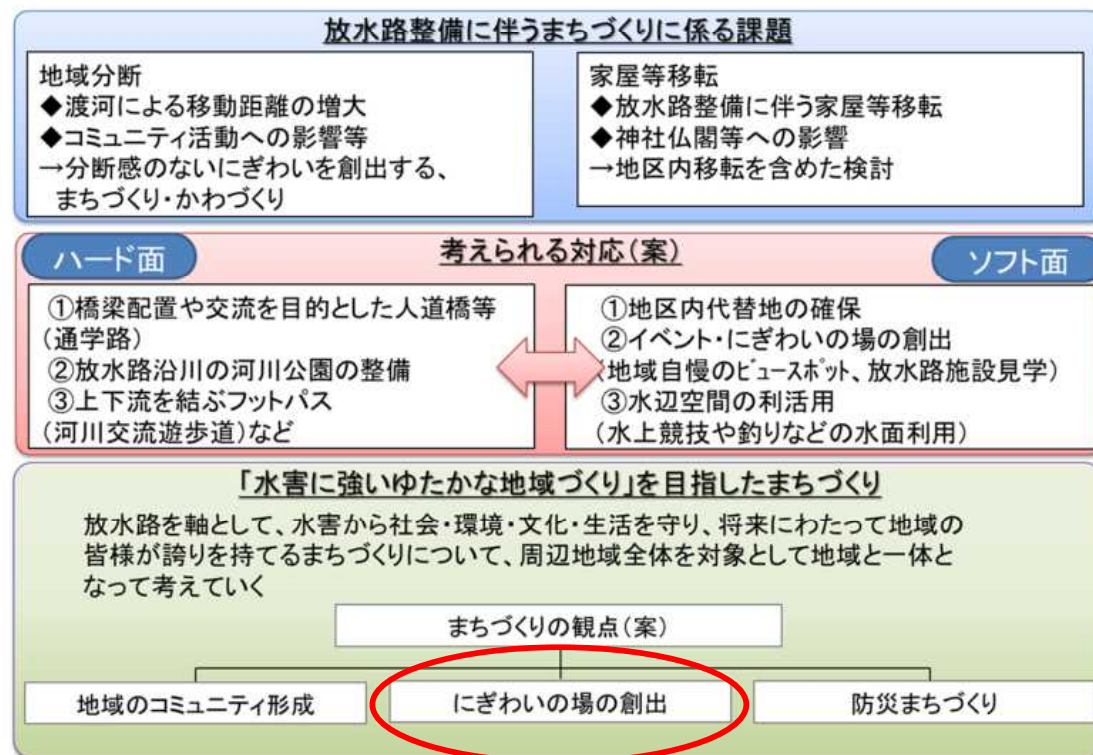 放水路整備に伴うまちづくりに係る課題
地域分断
◆渡河による移動距離の増大
◆コミュニティ活動への影響等
→分断感のないにぎわいを創出する、
まちづくり・かわづくり
家屋等移転
◆放水路整備に伴う家屋等移転
◆神社仏閣等への影響
→地区内移転を含めた検討
ハード面
考えられる対応(案)
ソフト面
①橋梁配置や交流を目的とした人道橋等
(通学路)
②放水路沿川の河川公園の整備
③上下流を結ぶフットパス
(河川交流遊歩道)など
①地区内代替地の確保
②イベント・にぎわいの場の創出
(地域自慢のビュースポット、放水路施設見学)
③水辺空間の利活用
(水上競技や釣りなどの水面利用)
「水害に強いゆたかな地域づくり」を目指したまちづくり
放水路を軸として、水害から社会・環境・文化・生活を守り、将来にわたって地域の
皆様が誇りを持てるまちづくりについて、周辺地域全体を対象として地域と一体と
なって考えていく
まちづくりの観点(案)
地域のコミュニティ形成
にぎわいの場の創出
防災まちづくり